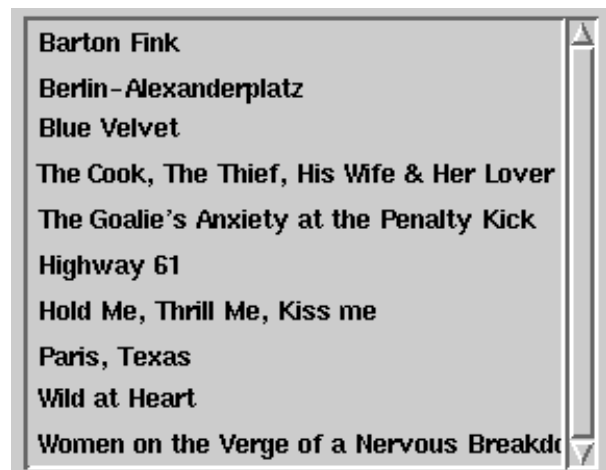 Barton Fink
Berlin-Alexanderplatz
Blue Velvet
The Cook, The Thief, His Wife & Her Lover
The Goalie's Anxiety at the Penalty Kick
Highway 61
Hold Me, Thrill Me, Kiss me
Paris, Texas
Wild at Heart
Women on the Verge of a Nervous Breakdo